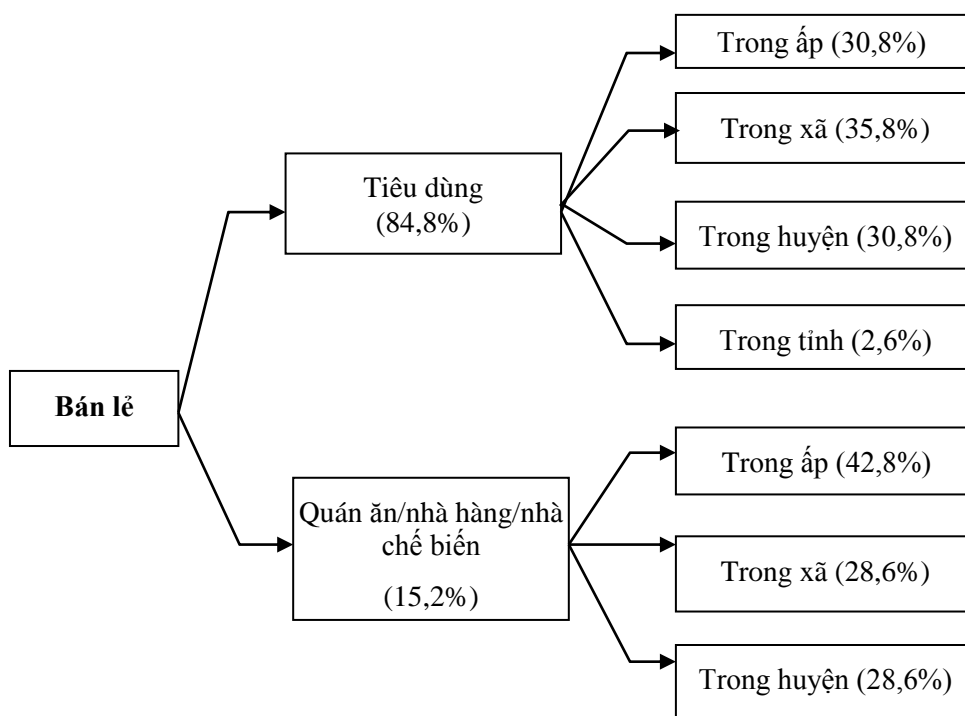 Trong ấp (30,8%)
Trong xã (35,8%)
Tiêu dùng
(84,8%)
Trong huyện (30,8%)
Trong tỉnh (2,6%)
Bán lẻ
Trong ấp (42,8%)
Quán ăn/nhà hàng/nhà
chế biến
(15,2%)
Trong xã (28,6%)
Trong huyện (28,6%)